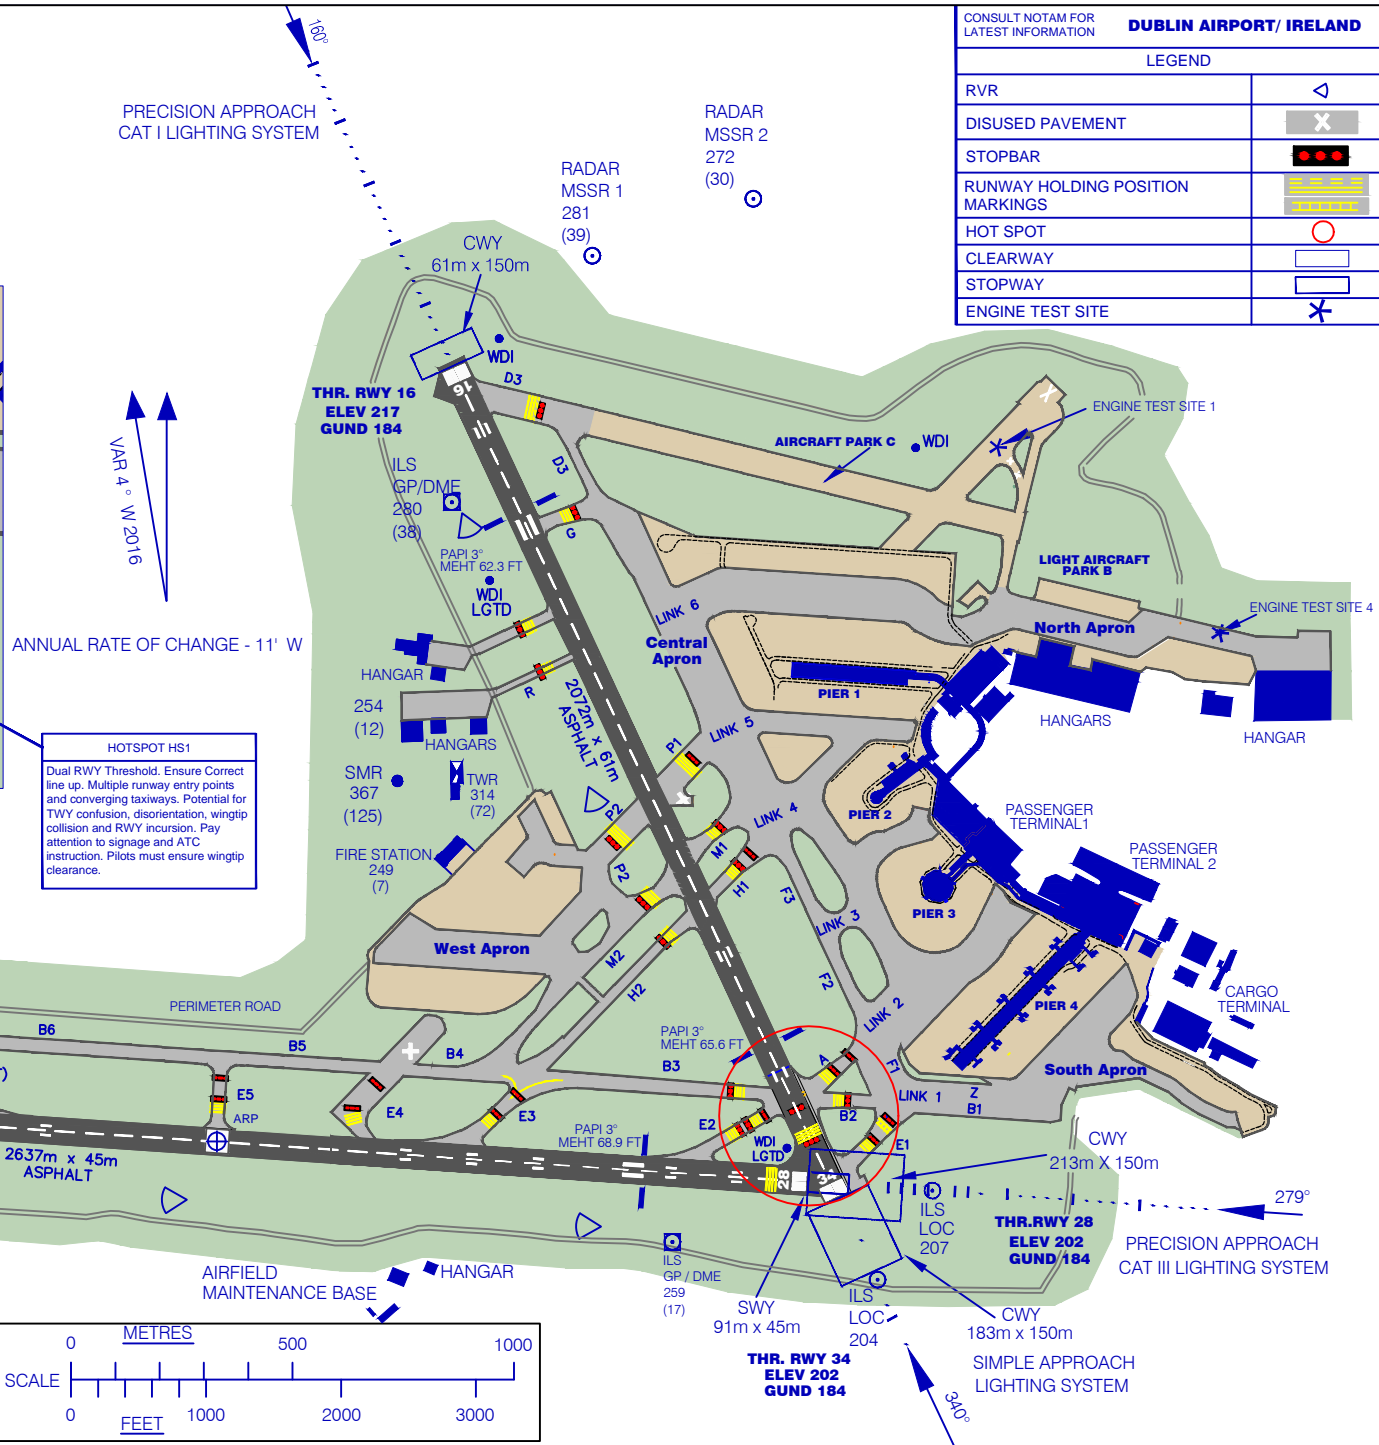 CONSULT NOTAM FOR
LATEST INFORMATION
DUBLIN AIRPORT/ IRELAND
LEGEND
RVR
DISUSED PAVEMENT
STOPBAR
RUNWAY HOLDING POSITION
MARKINGS
HOT SPOT
CLEARWAY
STOPWAY
ENGINE TEST SITE
160°
PRECISION APPROACH
CAT I LIGHTING SYSTEM
RADAR
MSSR 2
272
(30)
RADAR
MSSR 1
281
(39)
CWY
61m x 150m
WDI
D3
16
THR. RWY 16
ELEV 217
GUND 184
VAR 4° W 2016
ANNUAL RATE OF CHANGE - 11' W
ILS
GP/DME
280
(38)
D3
G
PAPI 3°
MEHT 62.3 FT
WDI
LGTD
AIRCRAFT PARK C
WDI
ENGINE TEST SITE 1
LIGHT AIRCRAFT
PARK B
ENGINE TEST SITE 4
North Apron
LINK 6
Central
Apron
HANGAR
R
254
(12)
HANGARS
2072m x 61m
ASPHALT
PIER 1
HANGARS
HANGAR
LINK 5
P1
HOTSPOT HS1
Dual RWY Threshold. Ensure Correct
line up. Multiple runway entry points
and converging taxiways. Potential for
TWY confusion, disorientation, wingtip
collision and RWY incursion. Pay
attention to signage and ATC
instruction. Pilots must ensure wingtip
clearance.
SMR
367
(125)
TWR
314
(72)
P2
LINK 4
PIER 2
PASSENGER
TERMINAL1
PASSENGER
TERMINAL 2
FIRE STATION
249
(7)
P2
M1
H1
F3
LINK 3
PIER 3
West Apron
M2
H2
F2
LINK 2
PIER 4
CARGO
TERMINAL
PERIMETER ROAD
B6
B5
B4
B3
PAPI 3°
MEHT 65.6 FT
A
F1
South Apron
LINK 1
Z
B1
)
E5
ARP
E4
E3
E2
B2
E1
PAPI 3°
MEHT 68.9 FT
WDI
LGTD
2637m x 45m
ASPHALT
28
34
CWY
213m X 150m
279°
ILS
LOC
207
THR.RWY 28
ELEV 202
GUND 184
PRECISION APPROACH
CAT III LIGHTING SYSTEM
ILS
GP / DME
259
(17)
AIRFIELD
MAINTENANCE BASE
HANGAR
SWY
91m x 45m
ILS
LOC
204
CWY
183m x 150m
THR. RWY 34
ELEV 202
GUND 184
SIMPLE APPROACH
LIGHTING SYSTEM
340°
METRES
0 500 1000
SCALE
0 1000 2000 3000
FEET